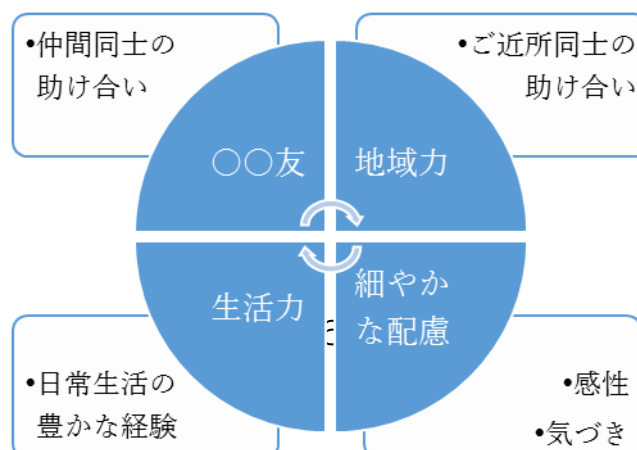 •仲間同士の
助け合い
•ご近所同士の
助け合い
〇〇友
地域力
生活力
細やか
な配慮
•日常生活の
豊かな経験
•感性
•気づき